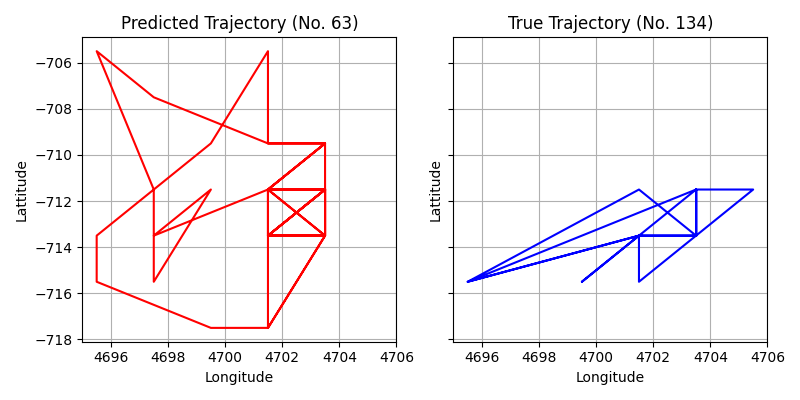 Predicted Trajectory (No. 63)
True Trajectory (No. 134)
−706
−708
−710
−712
−714
−716
−718
Lattitude
Lattitude
4696 4698 4700 4702 4704 4706
4696 4698 4700 4702 4704 4706
Longitude
Longitude